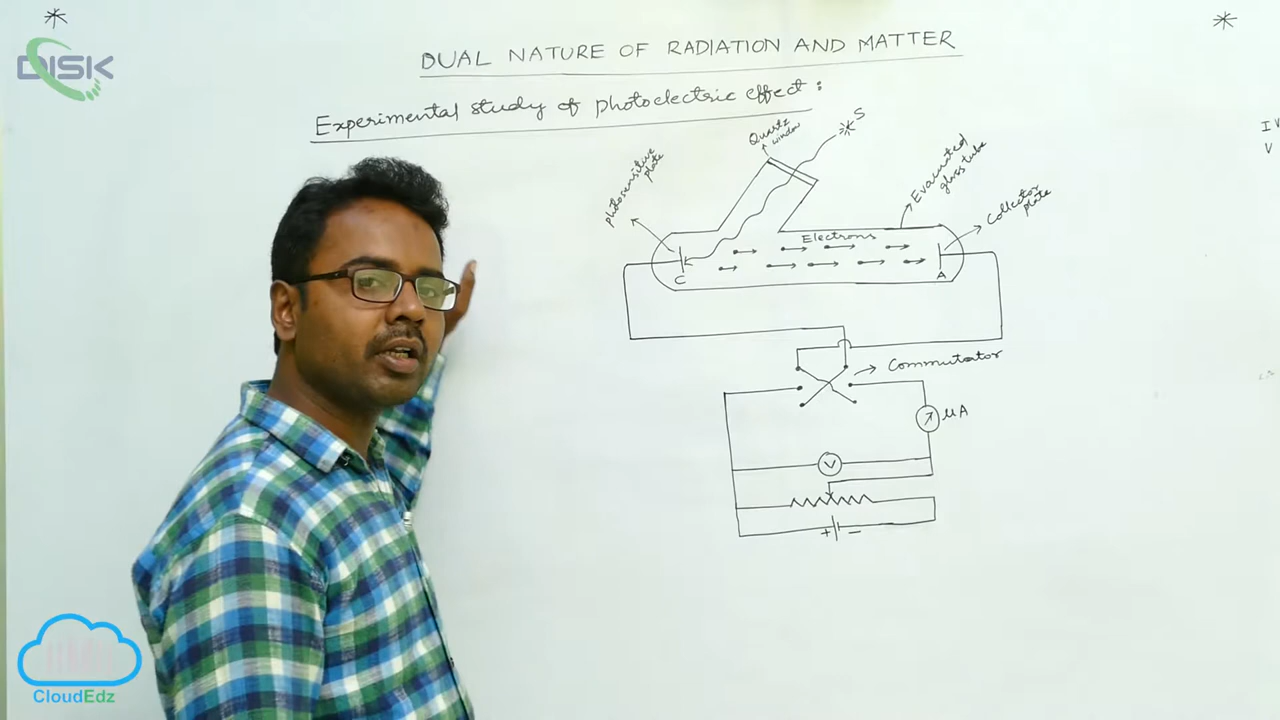 DISK
DUAL NATURE OF RADIATION AND MATTER
Experimental study of photoelectric effect :
S
Quartz
window
photosensitive
plate
Evacuated
glass tube
Collector
plate
Electrons
C
A
Commutator
μA
V
+ −
I
V
CloudEdz